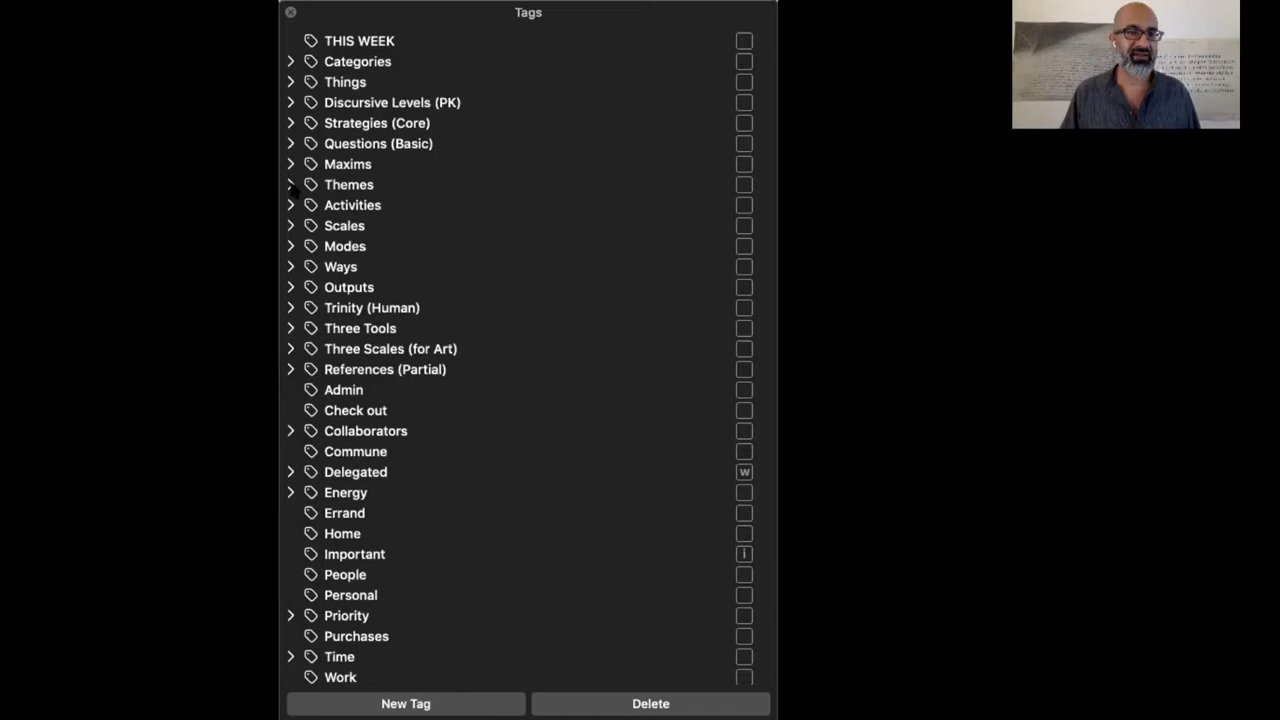 Tags
THIS WEEK
Categories
Things
Discursive Levels (PK)
Strategies (Core)
Questions (Basic)
Maxims
Themes
Activities
Scales
Modes
Ways
Outputs
Trinity (Human)
Three Tools
Three Scales (for Art)
References (Partial)
Admin
Check out
Collaborators
Commune
Delegated w
Energy
Errand
Home
Important i
People
Personal
Priority
Purchases
Time
Work
New Tag Delete